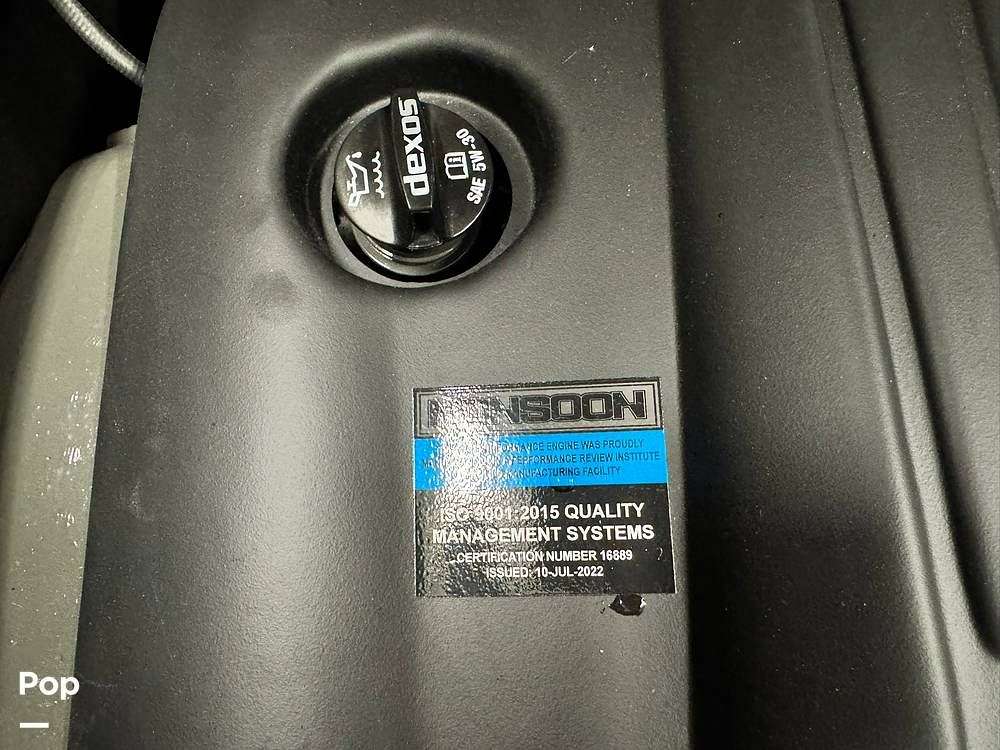 dexos
SAE 5W-30
MONSOON
ENGINE WAS PROUDLY
PERFORMANCE REVIEW INSTITUTE
MANUFACTURING FACILITY
ISO 9001:2015 QUALITY
MANAGEMENT SYSTEMS
CERTIFICATION NUMBER 16889
ISSUED: 10-JUL-2022
Pop